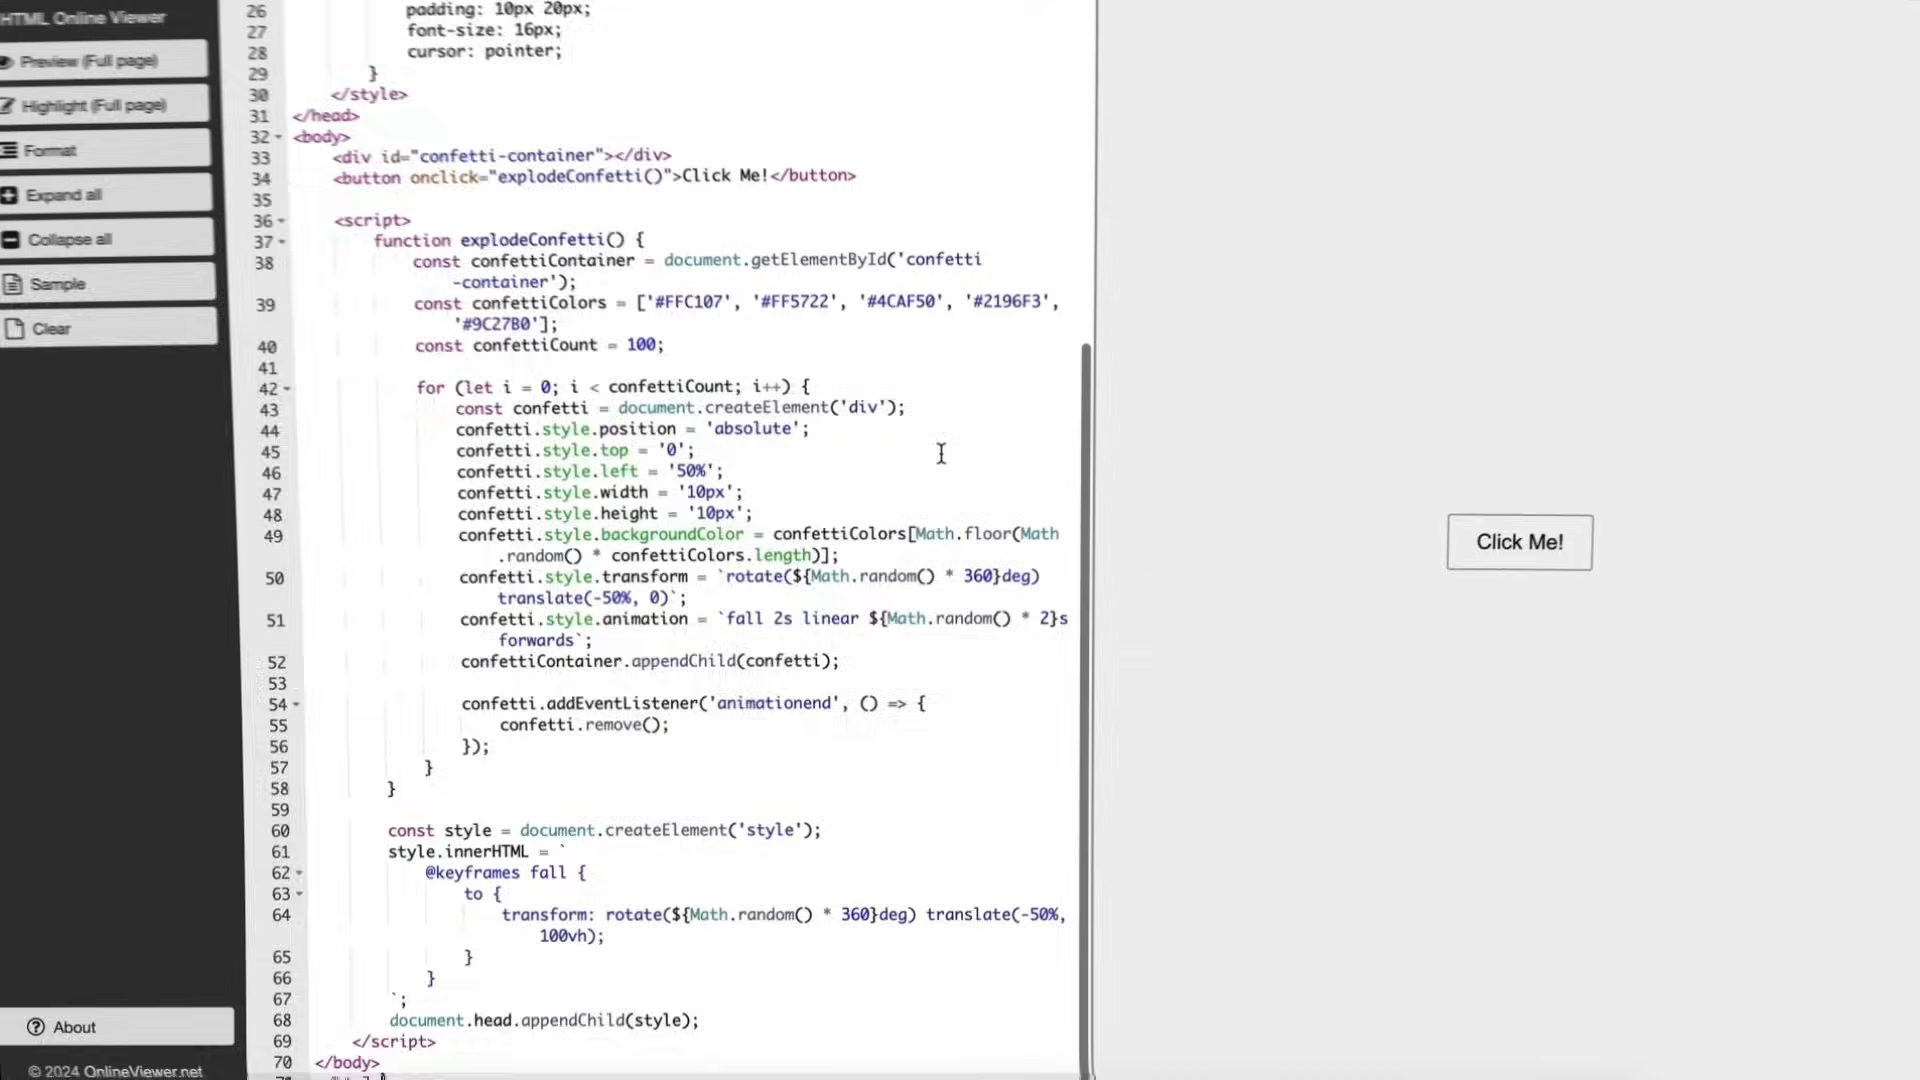 HTML Online Viewer
Preview (Full page)
Highlight (Full page)
Format
Expand all
Collapse all
Sample
Clear
About
© 2024 OnlineViewer.net
26 padding: 10px 20px;
27 font-size: 16px;
28 cursor: pointer;
29 }
30 </style>
31 </head>
32 <body>
33 <div id="confetti-container"></div>
34 <button onclick="explodeConfetti()">Click Me!</button>
35
36 <script>
37 function explodeConfetti() {
38 const confettiContainer = document.getElementById('confetti
-container');
39 const confettiColors = ['#FFC107', '#FF5722', '#4CAF50', '#2196F3',
'#9C27B0'];
40 const confettiCount = 100;
41
42 for (let i = 0; i < confettiCount; i++) {
43 const confetti = document.createElement('div');
44 confetti.style.position = 'absolute';
45 confetti.style.top = '0';
46 confetti.style.left = '50%';
47 confetti.style.width = '10px';
48 confetti.style.height = '10px';
49 confetti.style.backgroundColor = confettiColors[Math.floor(Math
.random() * confettiColors.length)];
50 confetti.style.transform = `rotate(${Math.random() * 360}deg)
translate(-50%, 0)`;
51 confetti.style.animation = `fall 2s linear ${Math.random() * 2}s
forwards`;
52 confettiContainer.appendChild(confetti);
53
54 confetti.addEventListener('animationend', () => {
55 confetti.remove();
56 });
57 }
58 }
59
60 const style = document.createElement('style');
61 style.innerHTML = `
62 @keyframes fall {
63 to {
64 transform: rotate(${Math.random() * 360}deg) translate(-50%,
100vh);
65 }
66 }
67 `;
68 document.head.appendChild(style);
69 </script>
70 </body>
Click Me!